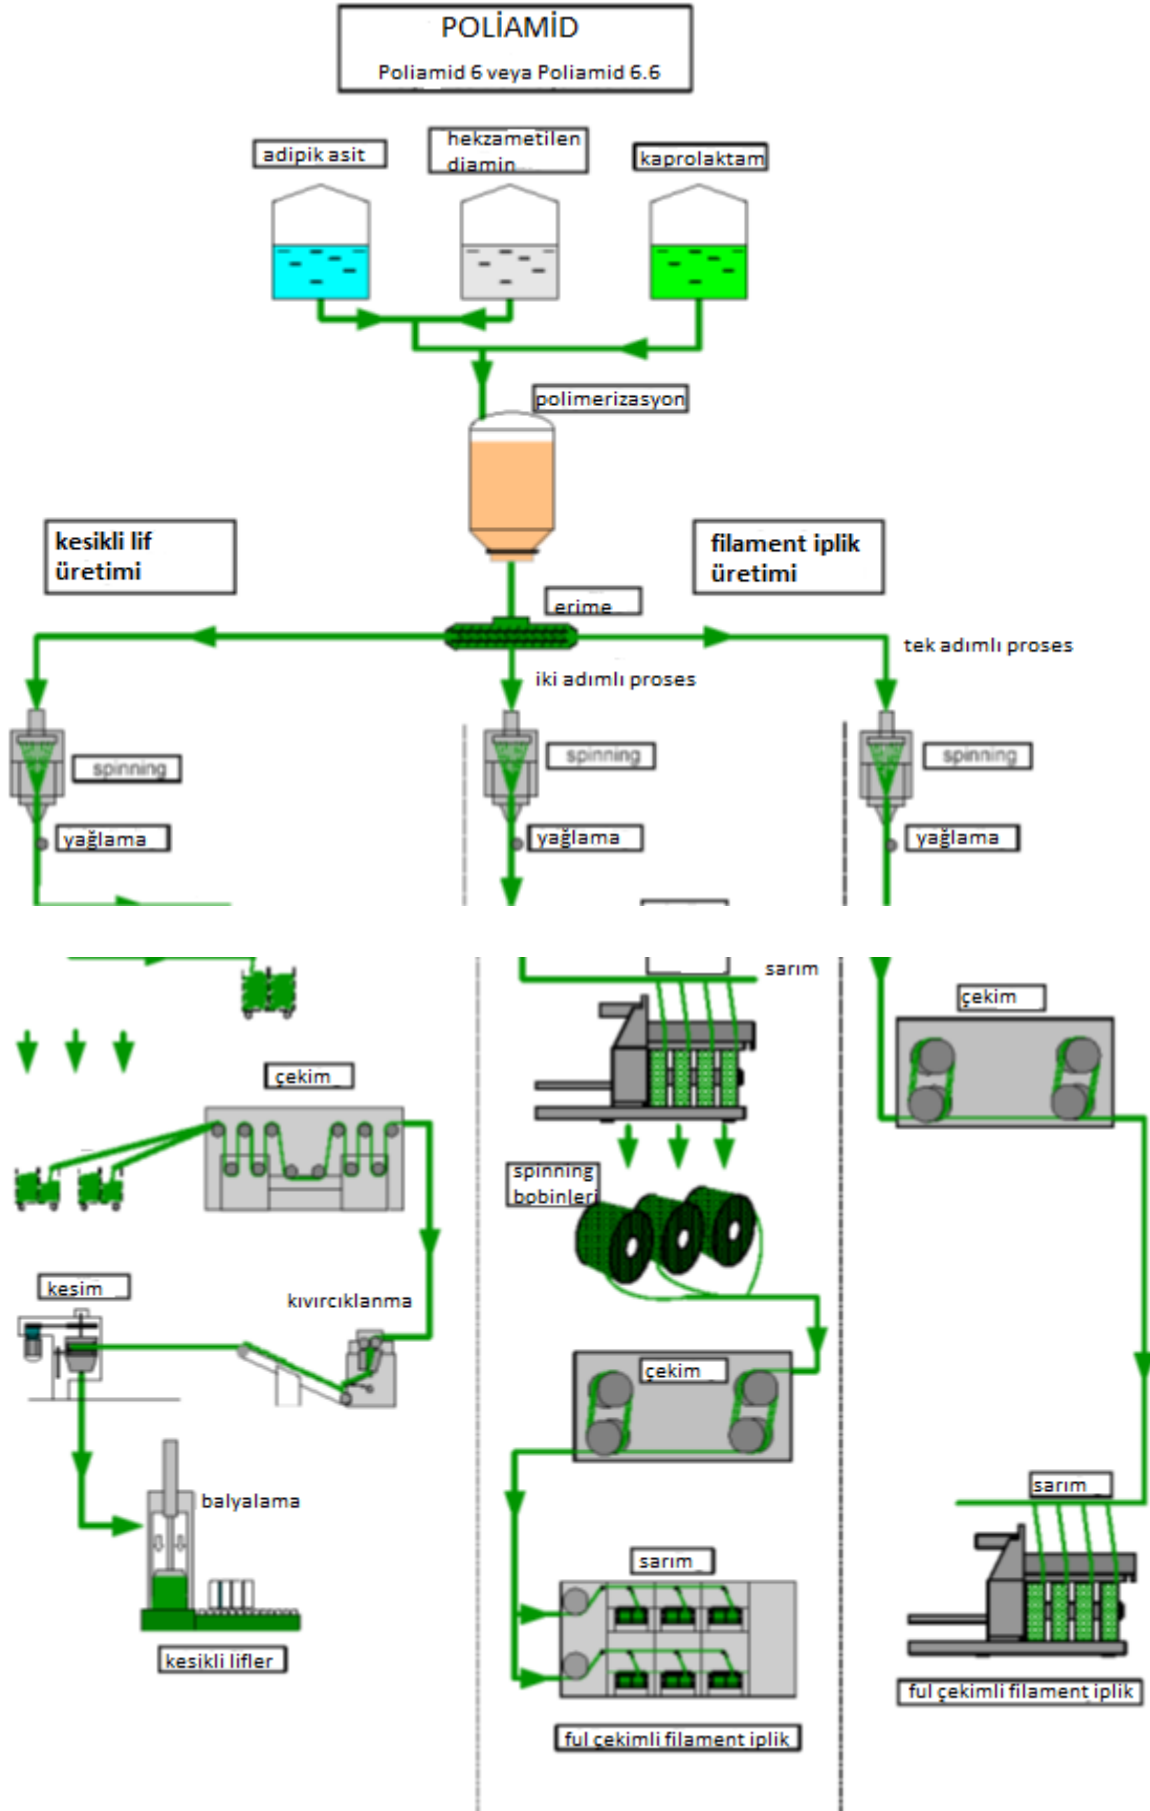 POLİAMİD
Poliamid 6 veya Poliamid 6.6
adipik asit
hekzametilen
diamin
kaprolaktam
polimerizasyon
kesikli lif
üretimi
filament iplik
üretimi
erime
tek adımlı proses
iki adımlı proses
spinning
spinning
spinning
yağlama
yağlama
yağlama
sarım
çekim
çekim
spinning
bobinleri
kesim
kıvırcıklanma
çekim
balyalama
sarım
sarım
kesikli lifler
ful çekimli filament iplik
ful çekimli filament iplik